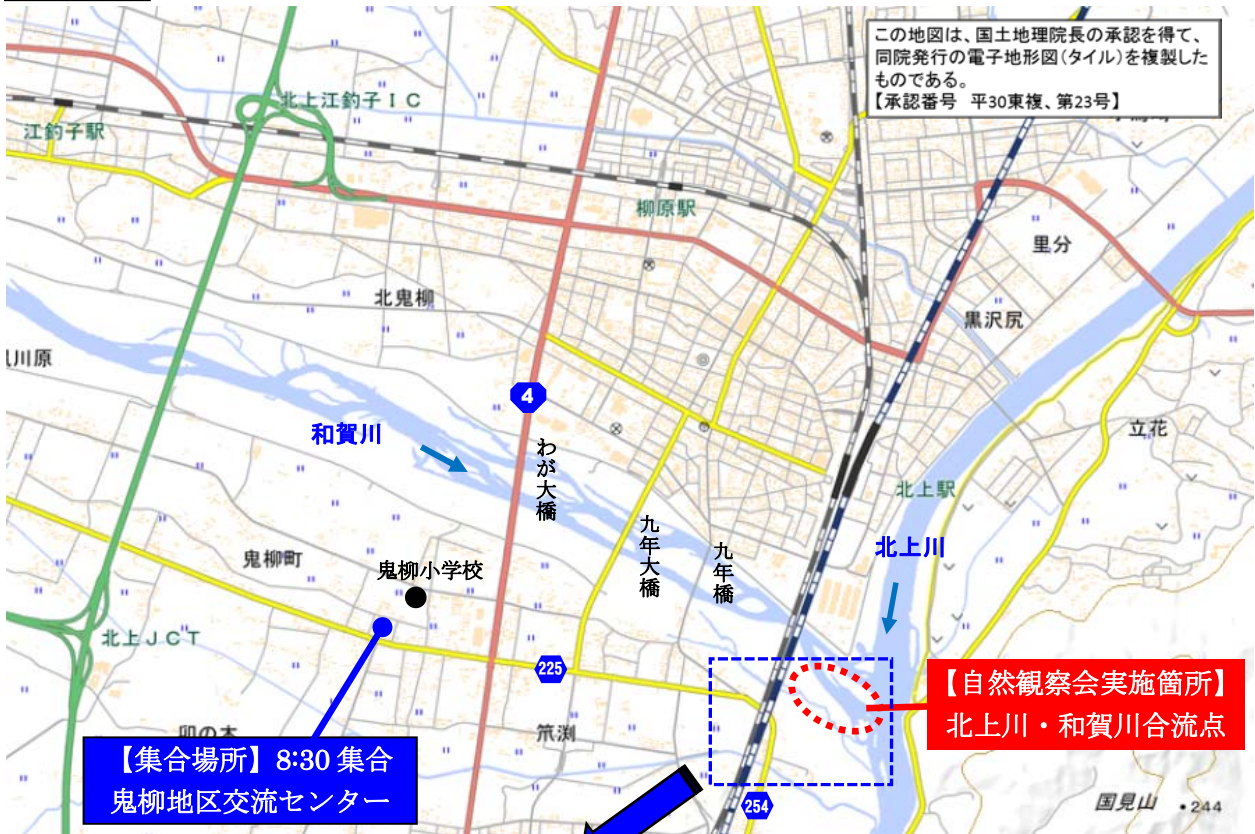 この地図は、国土地理院長の承認を得て、
同院発行の電子地形図(タイル)を複製した
ものである。
【承認番号 平30東複、第23号】
北上江釣子IC
江釣子駅
柳原駅
里分
北鬼柳
黒沢尻
川原
4
和賀川
わが大橋
立花
北上駅
九年大橋
九年橋
北上川
鬼柳町
鬼柳小学校
北上JCT
225
【自然観察会実施箇所】
北上川・和賀川合流点
卯の木
笊渕
【集合場所】8:30 集合
鬼柳地区交流センター
254
国見山 ・244